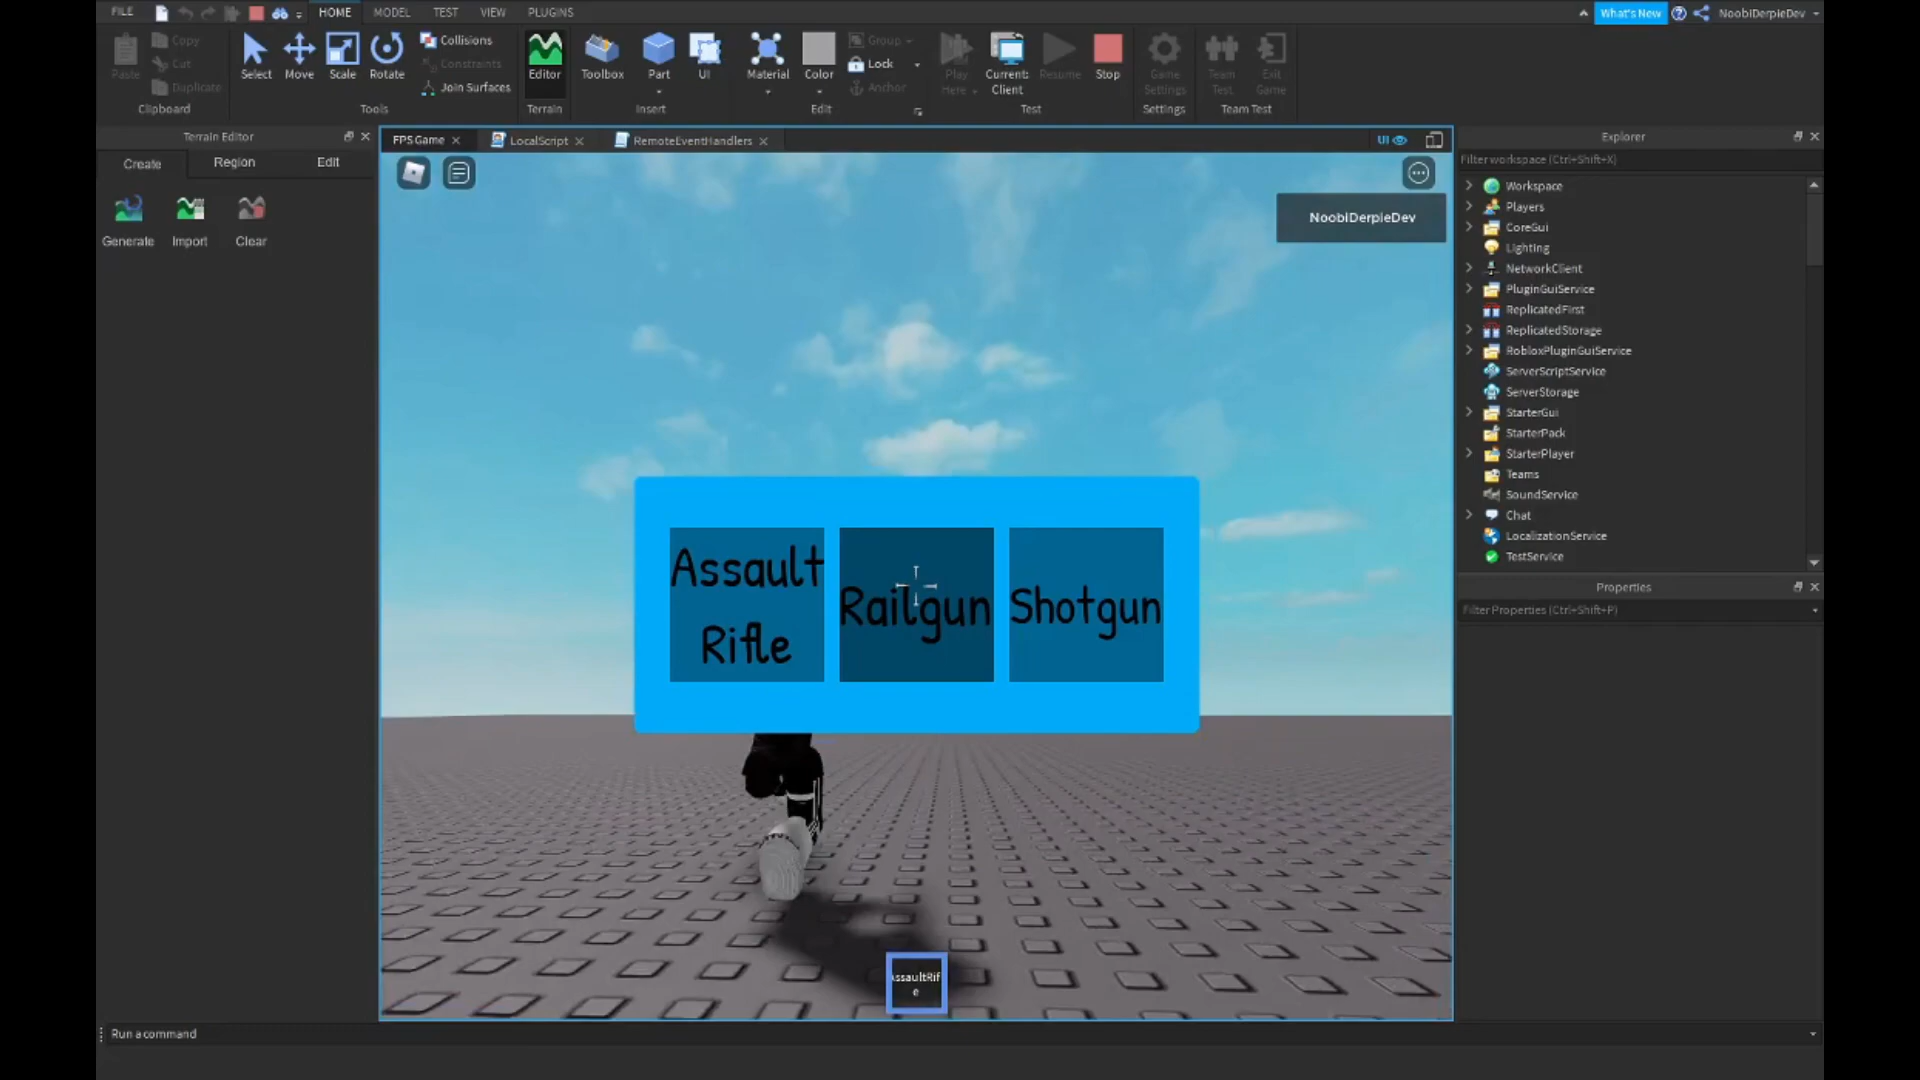 FILE HOME MODEL TEST VIEW PLUGINS What's New NoobiDerpieDev
Paste Copy Cut Duplicate
Clipboard
Select Move Scale Rotate Collisions Constraints Join Surfaces
Tools
Editor
Terrain
Toolbox Part UI
Insert
Material Color Group Lock Anchor
Edit
Play Here Current: Client Resume Stop
Test
Game Settings
Settings
Team Test Exit Game
Team Test
Terrain Editor
Create Region Edit
Generate Import Clear
FPS Game LocalScript RemoteEventHandlers UI
NoobiDerpieDev
Assault
Rifle
Railgun
Shotgun
ssaultRif
e
Explorer
Filter workspace (Ctrl+Shift+X)
Workspace
Players
CoreGui
Lighting
NetworkClient
PluginGuiService
ReplicatedFirst
ReplicatedStorage
RobloxPluginGuiService
ServerScriptService
ServerStorage
StarterGui
StarterPack
StarterPlayer
Teams
SoundService
Chat
LocalizationService
TestService
Properties
Filter Properties (Ctrl+Shift+P)
Run a command